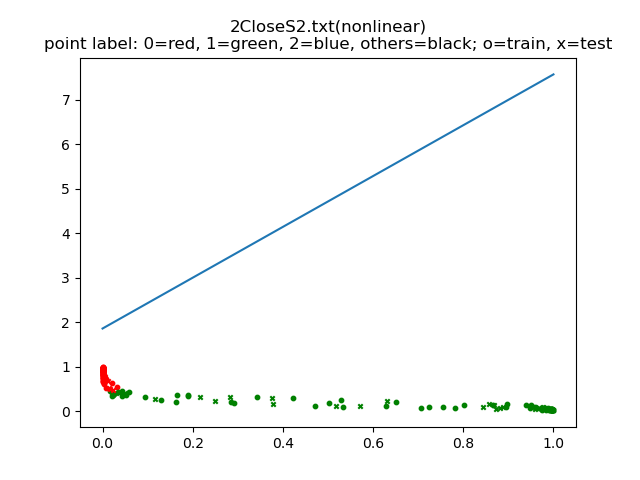 2CloseS2.txt(nonlinear)
point label: 0=red, 1=green, 2=blue, others=black; o=train, x=test
7
6
5
4
3
2
1
0
0.0 0.2 0.4 0.6 0.8 1.0